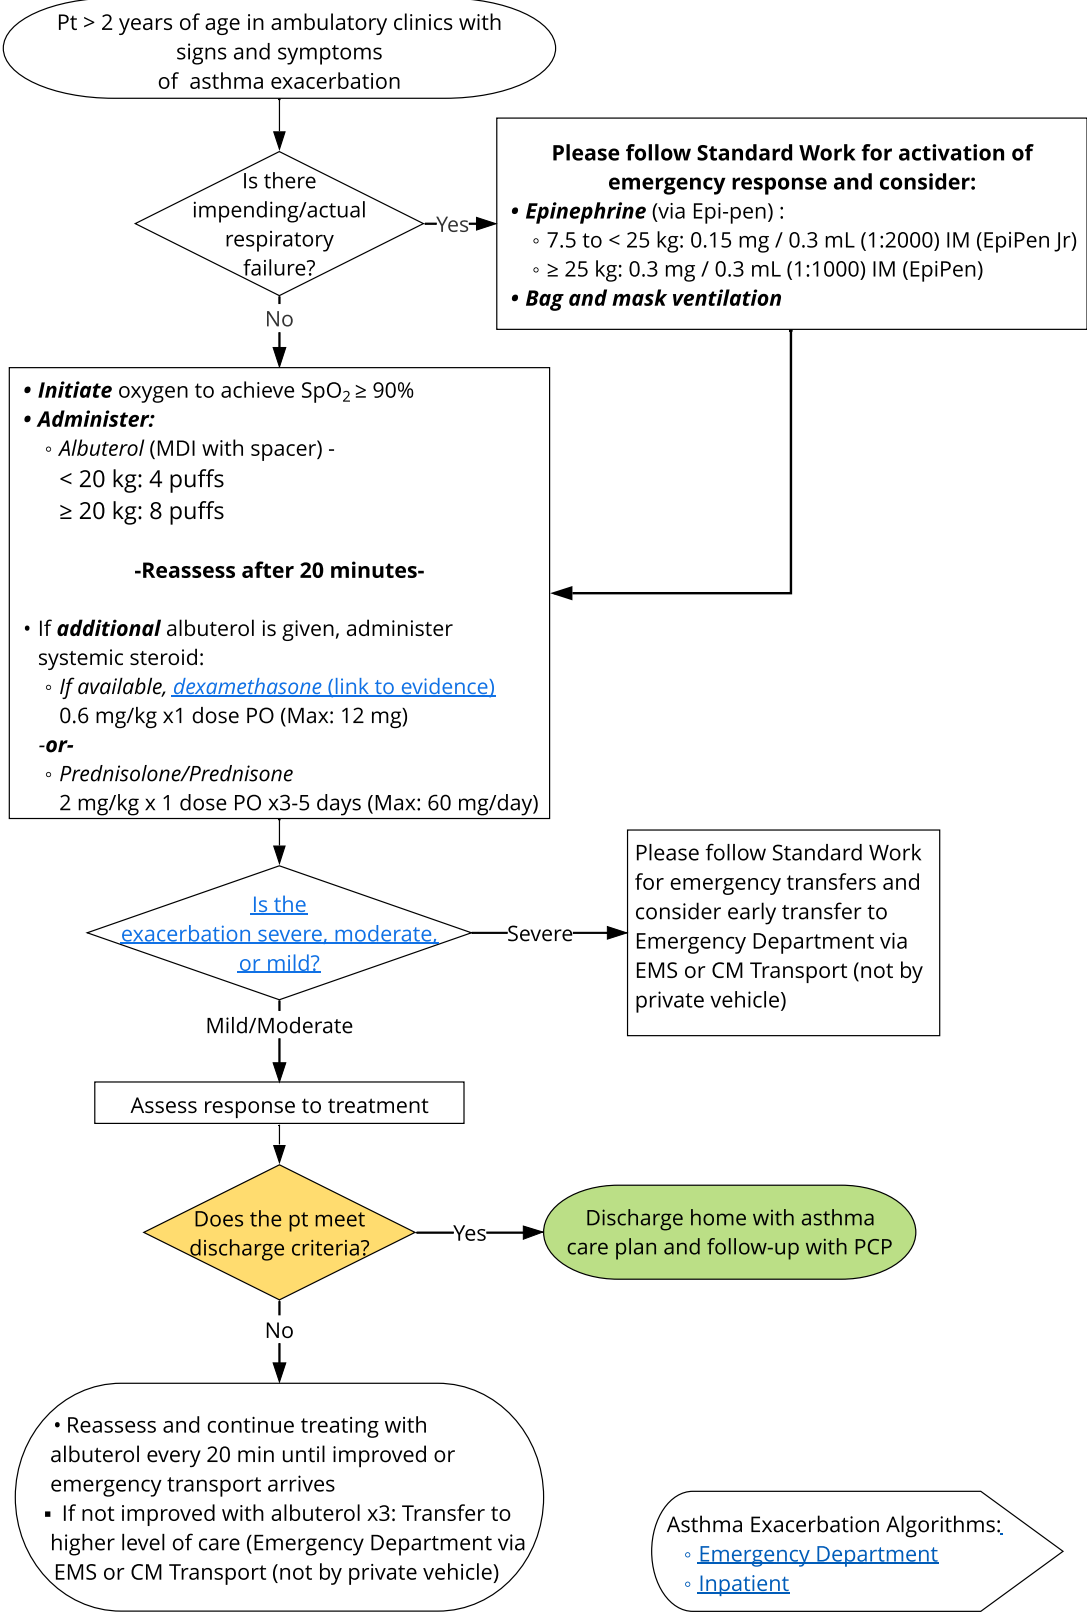 Pt > 2 years of age in ambulatory clinics with
signs and symptoms
of  asthma exacerbation
Is there
impending/actual
respiratory
failure?
Yes
Please follow Standard Work for activation of
emergency response and consider:
• Epinephrine (via Epi-pen) :
◦ 7.5 to < 25 kg: 0.15 mg / 0.3 mL (1:2000) IM (EpiPen Jr)
◦ ≥ 25 kg: 0.3 mg / 0.3 mL (1:1000) IM (EpiPen)
• Bag and mask ventilation
No
• Initiate oxygen to achieve SpO₂ ≥ 90%
• Administer:
◦ Albuterol (MDI with spacer) -
< 20 kg: 4 puffs
≥ 20 kg: 8 puffs
-Reassess after 20 minutes-
• If additional albuterol is given, administer
systemic steroid:
◦ If available, dexamethasone (link to evidence)
0.6 mg/kg x1 dose PO (Max: 12 mg)
-or-
◦ Prednisolone/Prednisone
2 mg/kg x 1 dose PO x3-5 days (Max: 60 mg/day)
Is the
exacerbation severe, moderate,
or mild?
Severe
Please follow Standard Work
for emergency transfers and
consider early transfer to
Emergency Department via
EMS or CM Transport (not by
private vehicle)
Mild/Moderate
Assess response to treatment
Does the pt meet
discharge criteria?
Yes
Discharge home with asthma
care plan and follow-up with PCP
No
• Reassess and continue treating with
albuterol every 20 min until improved or
emergency transport arrives
▪ If not improved with albuterol x3: Transfer to
higher level of care (Emergency Department via
EMS or CM Transport (not by private vehicle)
Asthma Exacerbation Algorithms:
◦ Emergency Department
◦ Inpatient